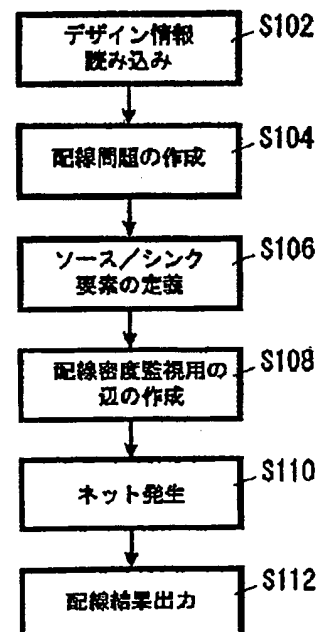 デザイン情報
読み込み
S102
配線問題の作成
S104
ソース／シンク
要素の定義
S106
配線密度監視用の
辺の作成
S108
ネット発生
S110
配線結果出力
S112